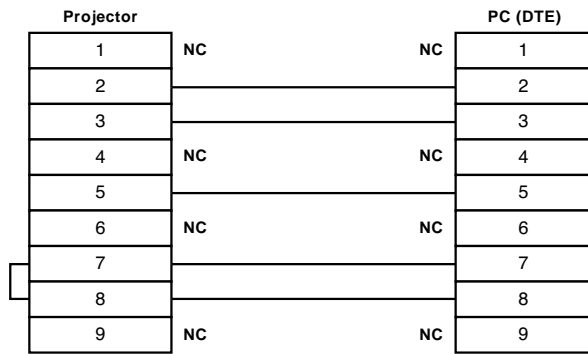 Projector PC (DTE)
1 NC NC 1
2 2
3 3
4 NC NC 4
5 5
6 NC NC 6
7 7
8 8
9 NC NC 9